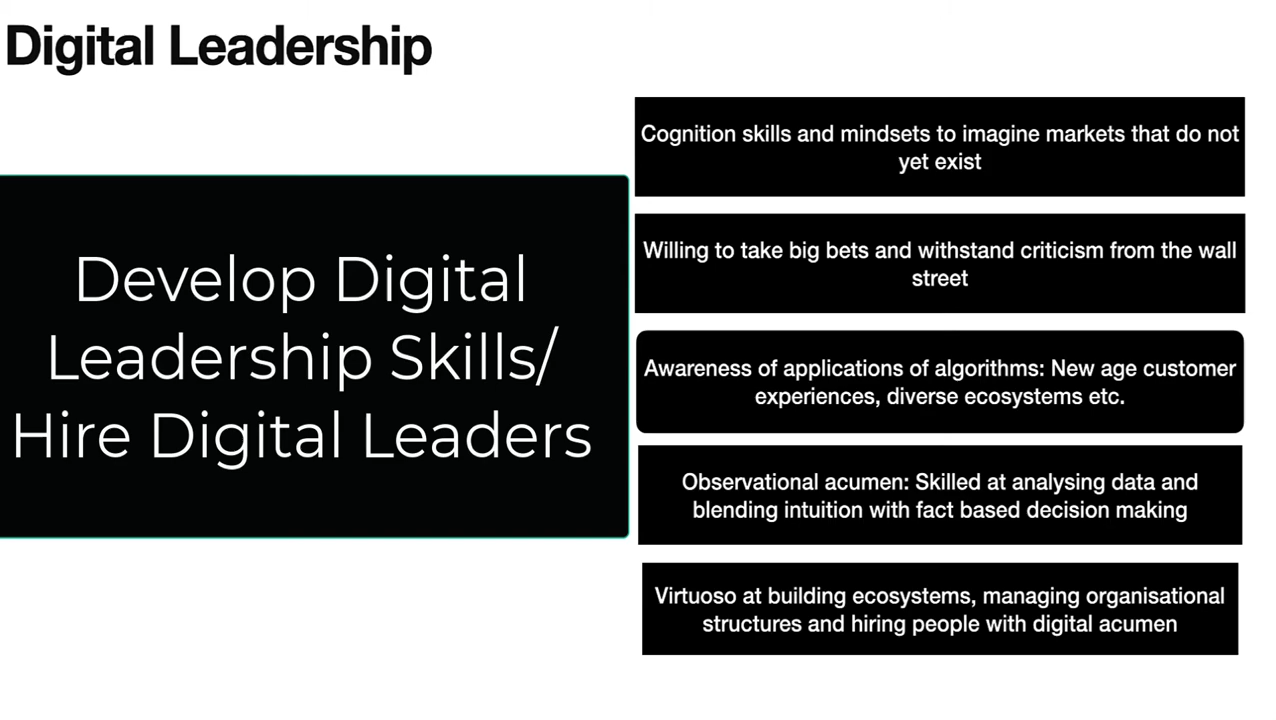 Digital Leadership
Develop Digital
Leadership Skills/
Hire Digital Leaders
Cognition skills and mindsets to imagine markets that do not
yet exist
Willing to take big bets and withstand criticism from the wall
street
Awareness of applications of algorithms: New age customer
experiences, diverse ecosystems etc.
Observational acumen: Skilled at analysing data and
blending intuition with fact based decision making
Virtuoso at building ecosystems, managing organisational
structures and hiring people with digital acumen